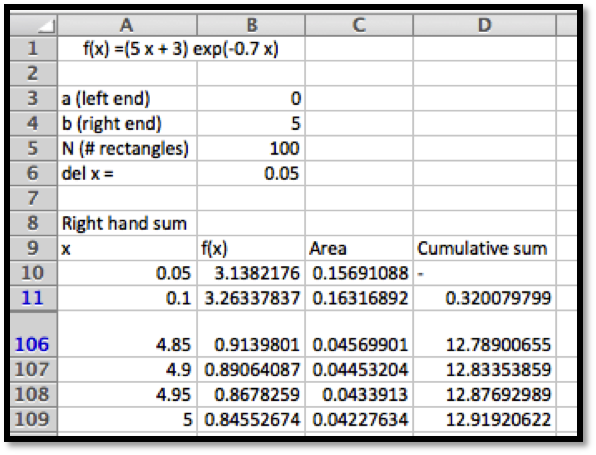 A B C D
1 f(x) =(5 x + 3) exp(-0.7 x)
2
3 a (left end) 0
4 b (right end) 5
5 N (# rectangles) 100
6 del x = 0.05
7
8 Right hand sum
9 x f(x) Area Cumulative sum
10 0.05 3.1382176 0.15691088 -
11 0.1 3.26337837 0.16316892 0.320079799
106 4.85 0.9139801 0.04569901 12.78900655
107 4.9 0.89064087 0.04453204 12.83353859
108 4.95 0.8678259 0.0433913 12.87692989
109 5 0.84552674 0.04227634 12.91920622